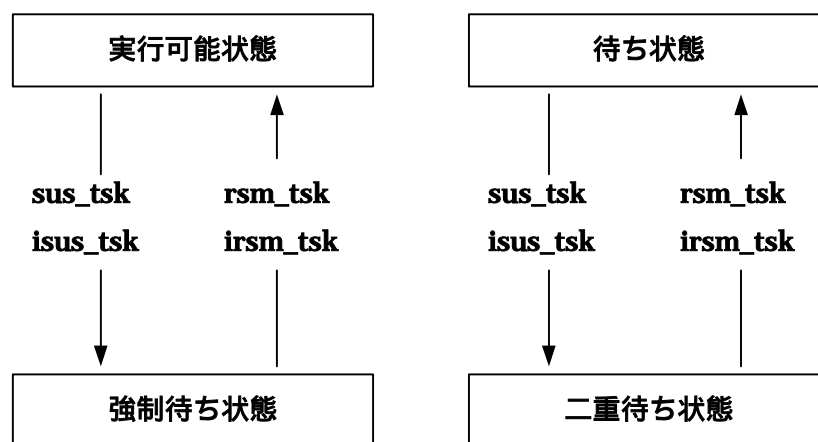 実行可能状態
待ち状態
sus_tsk
rsm_tsk
sus_tsk
rsm_tsk
isus_tsk
irsm_tsk
isus_tsk
irsm_tsk
強制待ち状態
二重待ち状態